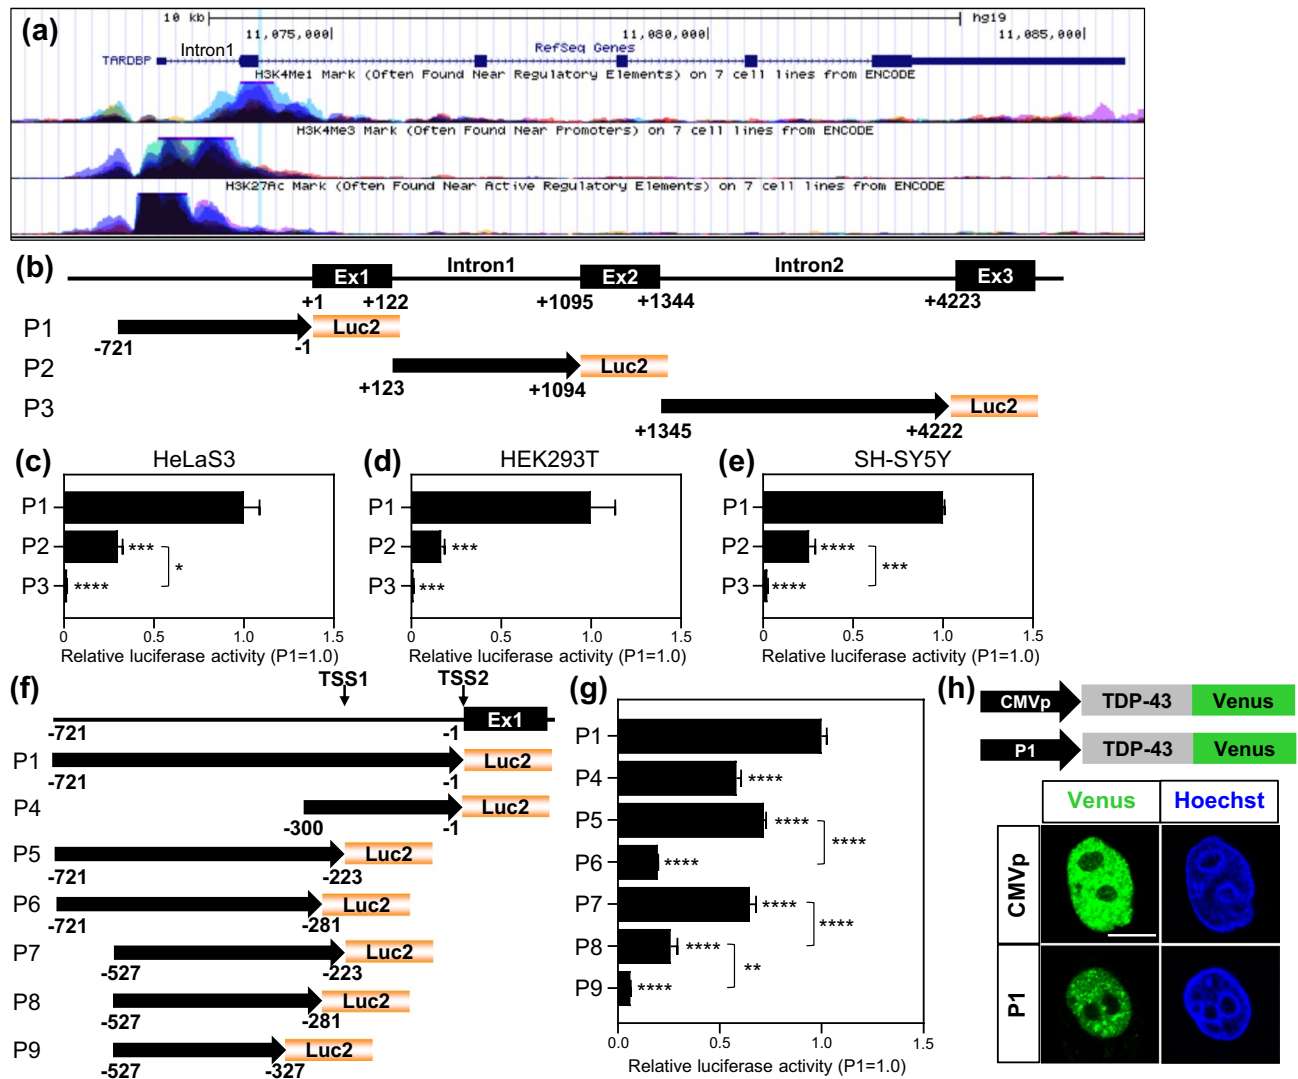 (a)
10 kb
hg19
11,075,000
11,080,000
11,085,000
Intron1
RefSeq Genes
TARDBP
H3K4Me1 Mark (Often Found Near Regulatory Elements) on 7 cell lines from ENCODE
H3K4Me3 Mark (Often Found Near Promoters) on 7 cell lines from ENCODE
H3K27Ac Mark (Often Found Near Active Regulatory Elements) on 7 cell lines from ENCODE
(b)
Ex1 Intron1 Ex2 Intron2 Ex3
+1 +122 +1095 +1344 +4223
P1 Luc2
-721 -1
P2 Luc2
+123 +1094
P3 Luc2
+1345 +4222
(c) HeLaS3
P1
P2 ***
*
P3 ****
0 0.5 1.0 1.5
Relative luciferase activity (P1=1.0)
(d) HEK293T
P1
P2 ***
P3 ***
0 0.5 1.0 1.5
Relative luciferase activity (P1=1.0)
(e) SH-SY5Y
P1
P2 ****
***
P3 ****
0 0.5 1.0 1.5
Relative luciferase activity (P1=1.0)
(f)
TSS1 TSS2
Ex1
-721 -1
P1 Luc2
-721 -1
P4 Luc2
-300 -1
P5 Luc2
-721 -223
P6 Luc2
-721 -281
P7 Luc2
-527 -223
P8 Luc2
-527 -281
P9 Luc2
-527 -327
(g)
P1
P4 ****
P5 ****
****
P6 ****
P7 ****
****
P8 ****
**
P9 ****
0.0 0.5 1.0 1.5
Relative luciferase activity (P1=1.0)
(h)
CMVp TDP-43 Venus
P1 TDP-43 Venus
Venus Hoechst
CMVp
P1